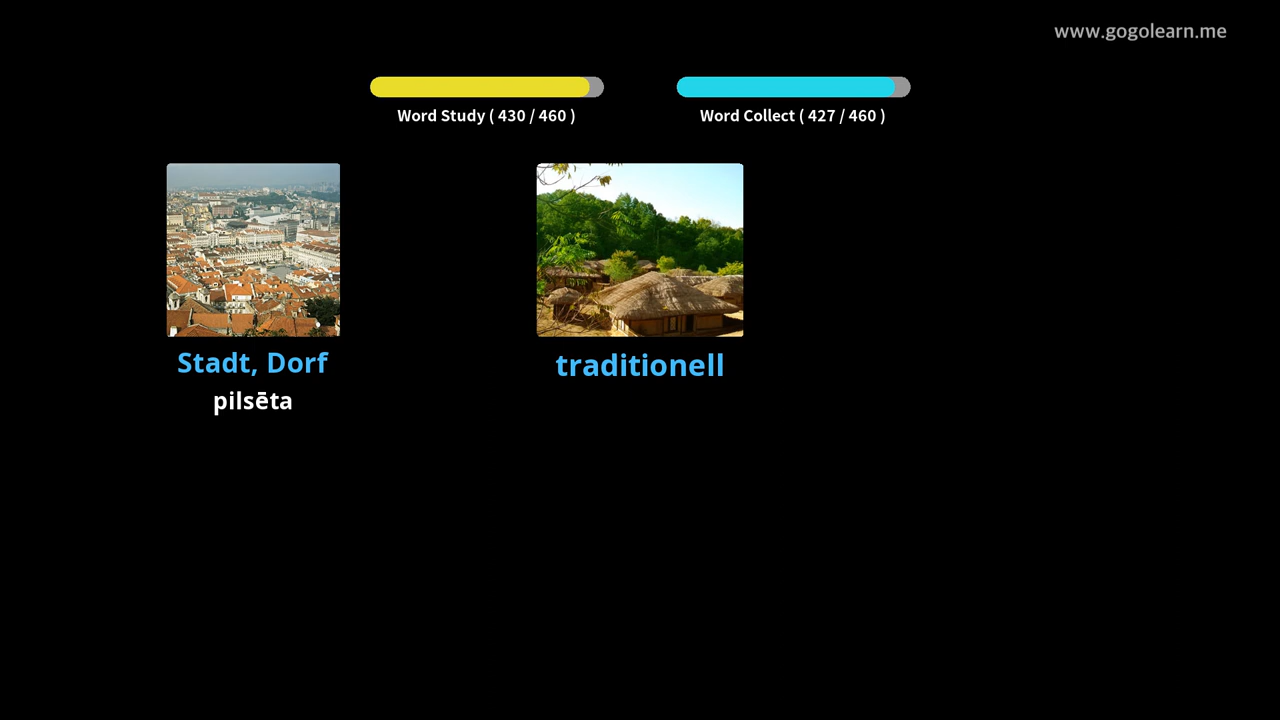 www.gogolearn.me
Word Study ( 430 / 460 )
Word Collect ( 427 / 460 )
Stadt, Dorf
pilsēta
traditionell